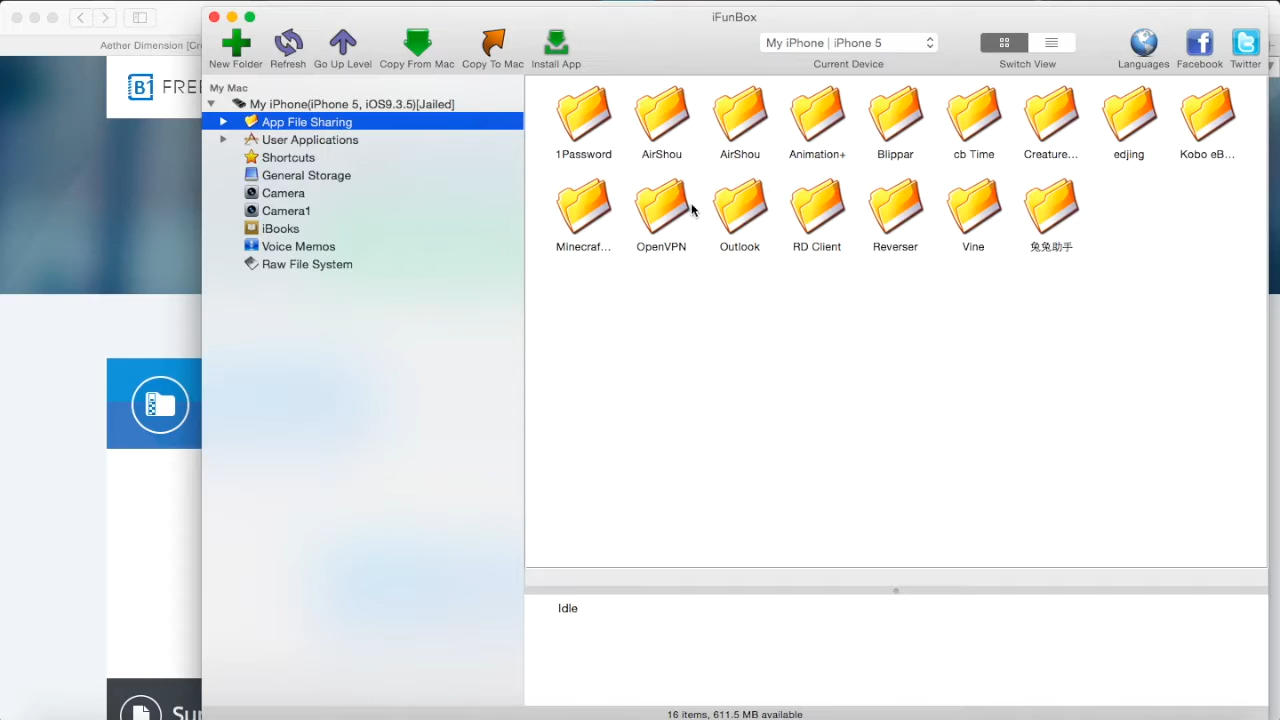 iFunBox
New Folder
Refresh
Go Up Level
Copy From Mac
Copy To Mac
Install App
My iPhone | iPhone 5
Current Device
Switch View
Languages
Facebook
Twitter
Aether Dimension [Cr
B1 FREE
My Mac
My iPhone(iPhone 5, iOS9.3.5)[Jailed]
App File Sharing
User Applications
Shortcuts
General Storage
Camera
Camera1
iBooks
Voice Memos
Raw File System
1Password
AirShou
AirShou
Animation+
Blippar
cb Time
Creature...
edjing
Kobo eB...
Minecraf...
OpenVPN
Outlook
RD Client
Reverser
Vine
兔兔助手
Idle
Su
16 items, 611.5 MB available